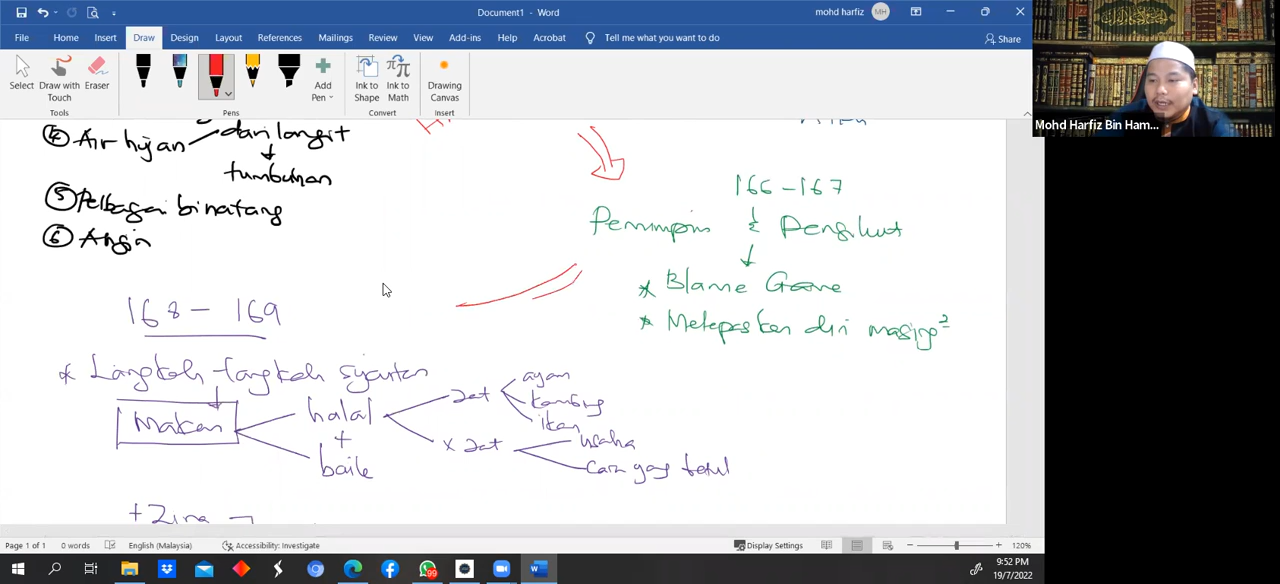 Document1 - Word
mohd harfiz
MH
File Home Insert Draw Design Layout References Mailings Review View Add-ins Help Acrobat Tell me what you want to do
Share
Select
Draw with Touch
Eraser
Add Pen
Ink to Shape
Ink to Math
Drawing Canvas
Tools
Pens
Convert
Insert
Mohd Harfiz Bin Ham...
④ Air hujan dari langit
tumbuhan
⑤ Pelbagai binatang
⑥ Angin
166 - 167
Pemimpin & Pengikut
* Blame Game
* Melepaskan diri masing²
168 - 169
* Langkah-langkah syaitan
Makan
halal
+
baik
zat
ayam
kambing
ikan
x zat
usaha
cara yang betul
+ Zina
Page 1 of 1 0 words English (Malaysia) Accessibility: Investigate
Display Settings
120%
99
9:52 PM
19/7/2022